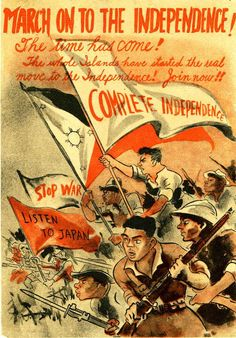 MARCH ON TO THE INDEPENDENCE!
The time has come!
The whole Islands have started the real
move to the Independence! Join now!!
COMPLETE INDEPENDENCE
STOP WAR
LISTEN
TO JAPAN